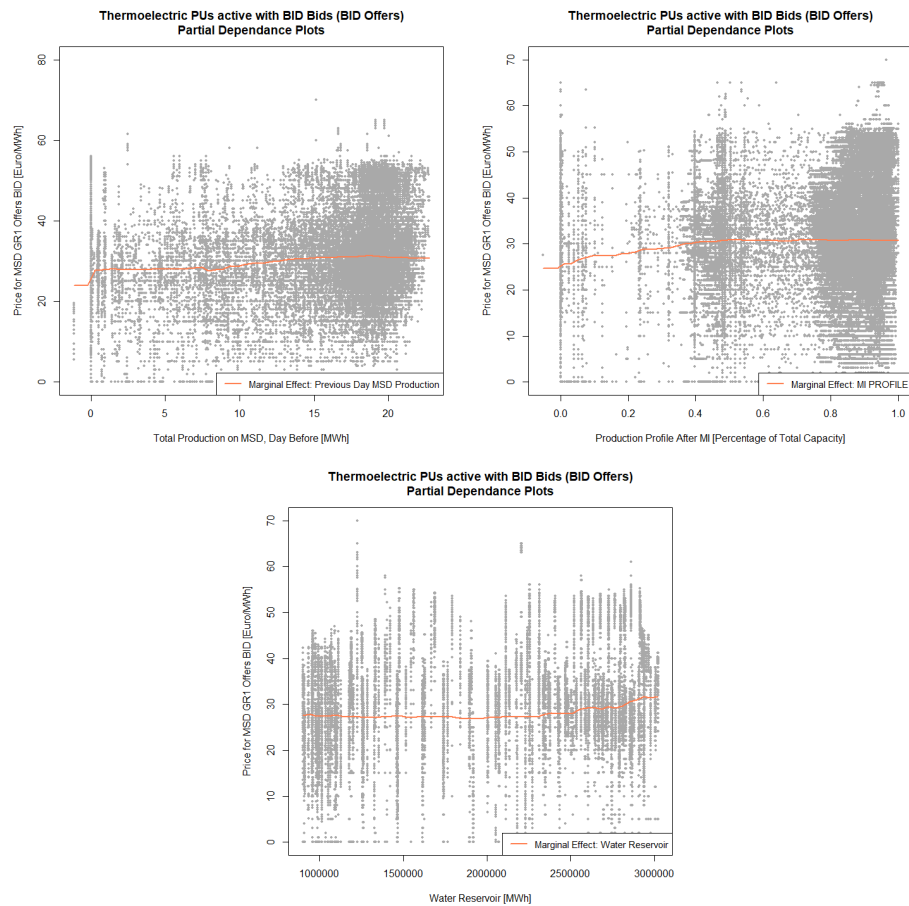 Thermoelectric PUs active with BID Bids (BID Offers)
Partial Dependance Plots
Price for MSD GR1 Offers BID [Euro/MWh]
80
60
40
20
0
Marginal Effect: Previous Day MSD Production
0 5 10 15 20
Total Production on MSD, Day Before [MWh]
Thermoelectric PUs active with BID Bids (BID Offers)
Partial Dependance Plots
Price for MSD GR1 Offers BID [Euro/MWh]
70
60
50
40
30
20
10
0
Marginal Effect: MI PROFILE
0.0 0.2 0.4 0.6 0.8 1.0
Production Profile After MI [Percentage of Total Capacity]
Thermoelectric PUs active with BID Bids (BID Offers)
Partial Dependance Plots
Price for MSD GR1 Offers BID [Euro/MWh]
70
60
50
40
30
20
10
0
Marginal Effect: Water Reservoir
1000000 1500000 2000000 2500000 3000000
Water Reservoir [MWh]